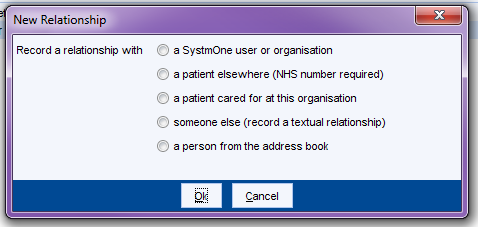 New Relationship
Record a relationship with
a SystmOne user or organisation
a patient elsewhere (NHS number required)
a patient cared for at this organisation
someone else (record a textual relationship)
a person from the address book
Ok
Cancel